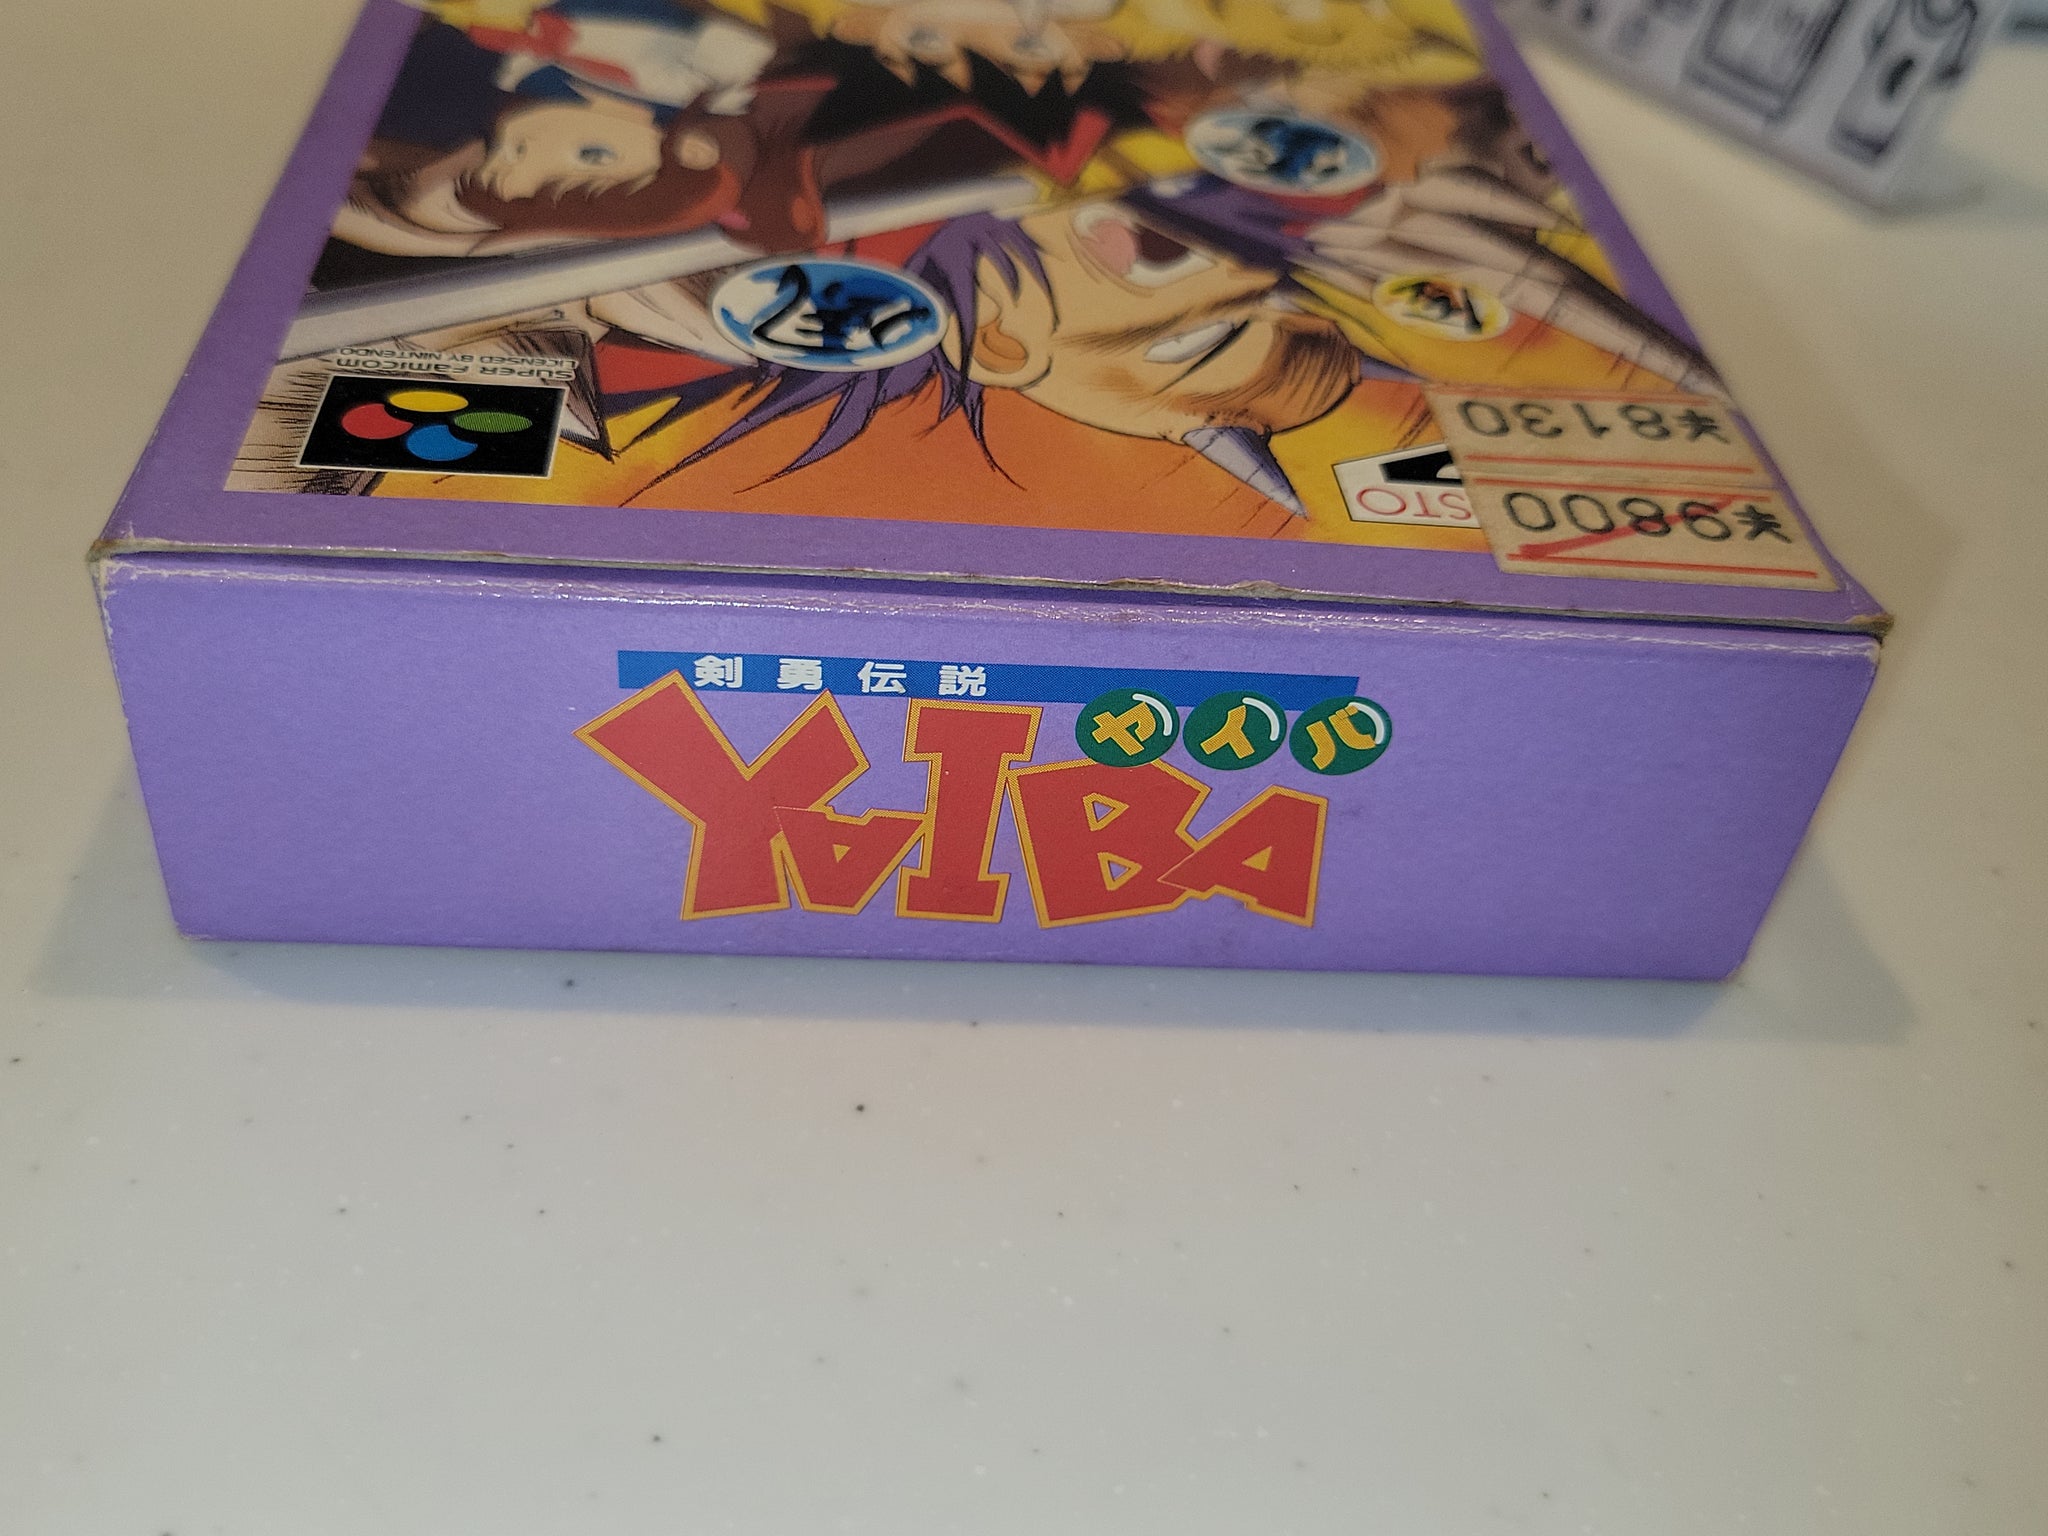 剣勇伝説
ヤイバ
YAIBA
SUPER FAMICOM
LICENSED BY NINTENDO
*8130
*9800